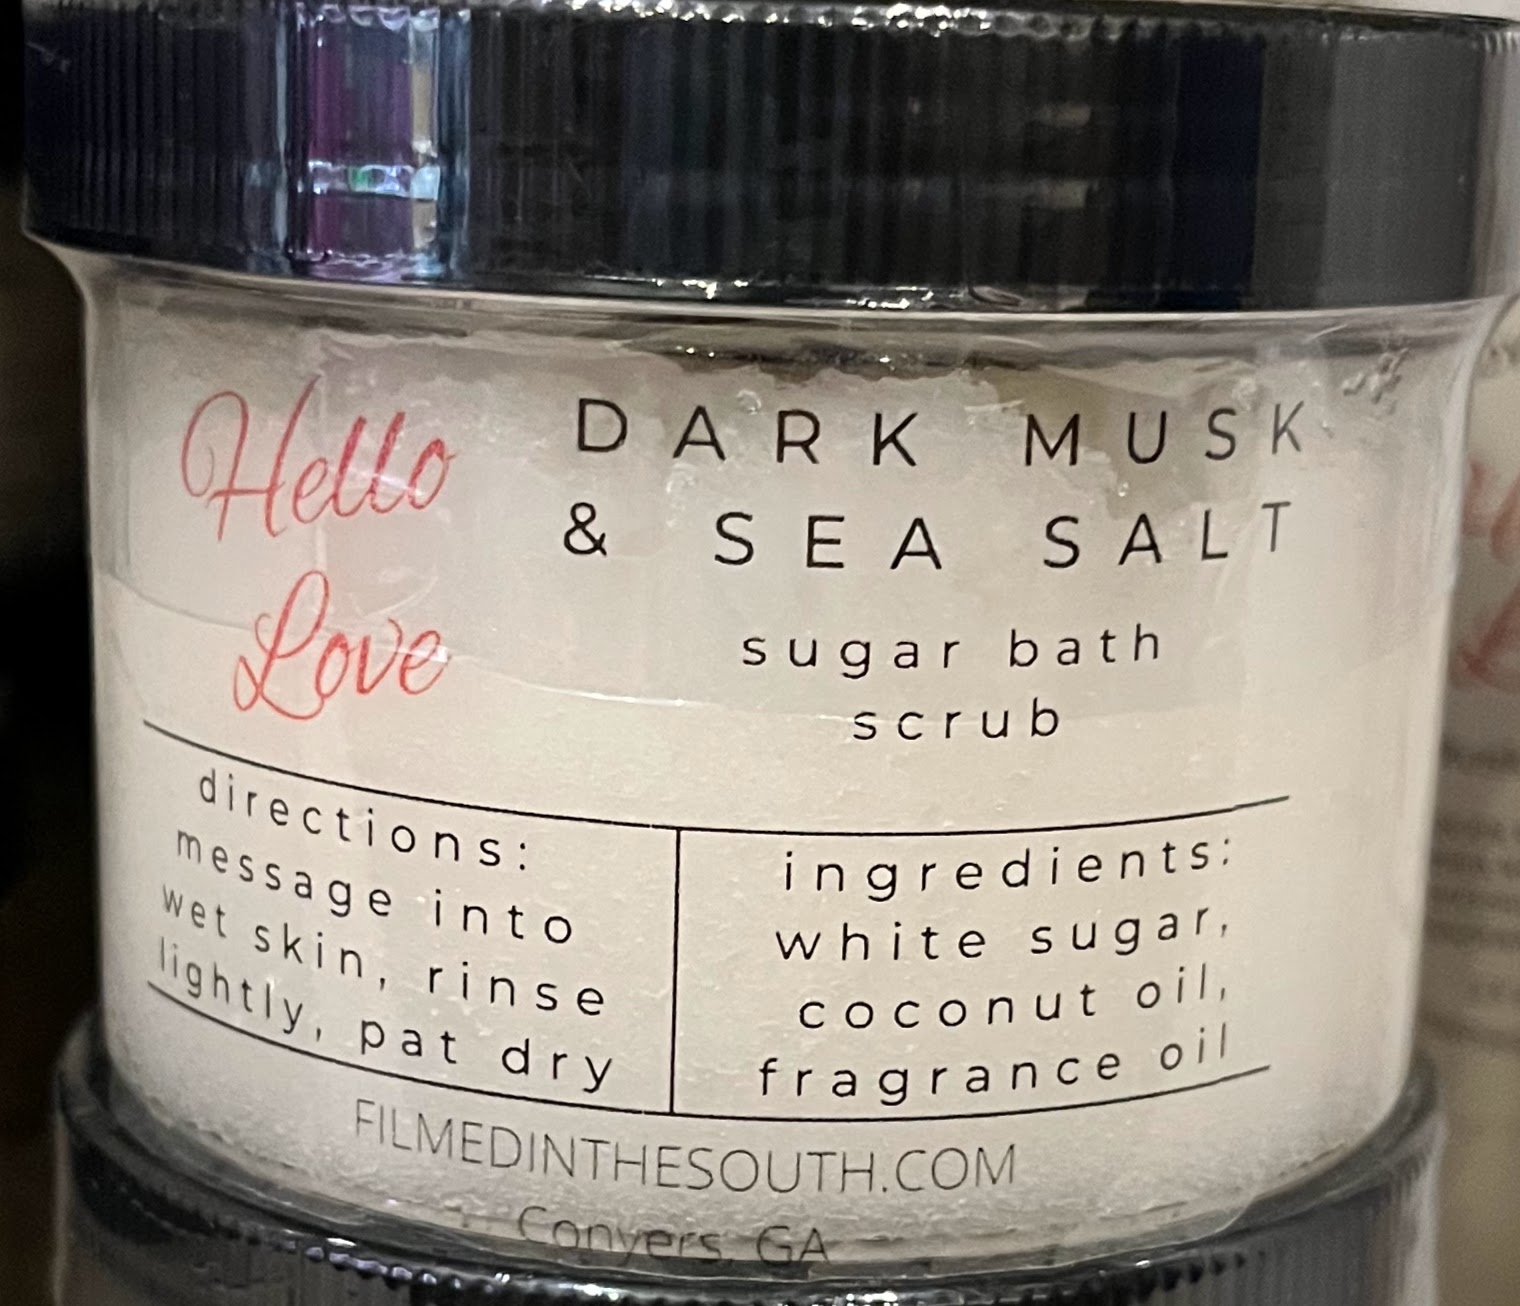 Hello
Love
DARK MUSK
& SEA SALT
sugar bath
scrub
directions:
message into
wet skin, rinse
lightly, pat dry
ingredients:
white sugar,
coconut oil,
fragrance oil
FILMEDINTHESOUTH.COM
Conyers, GA